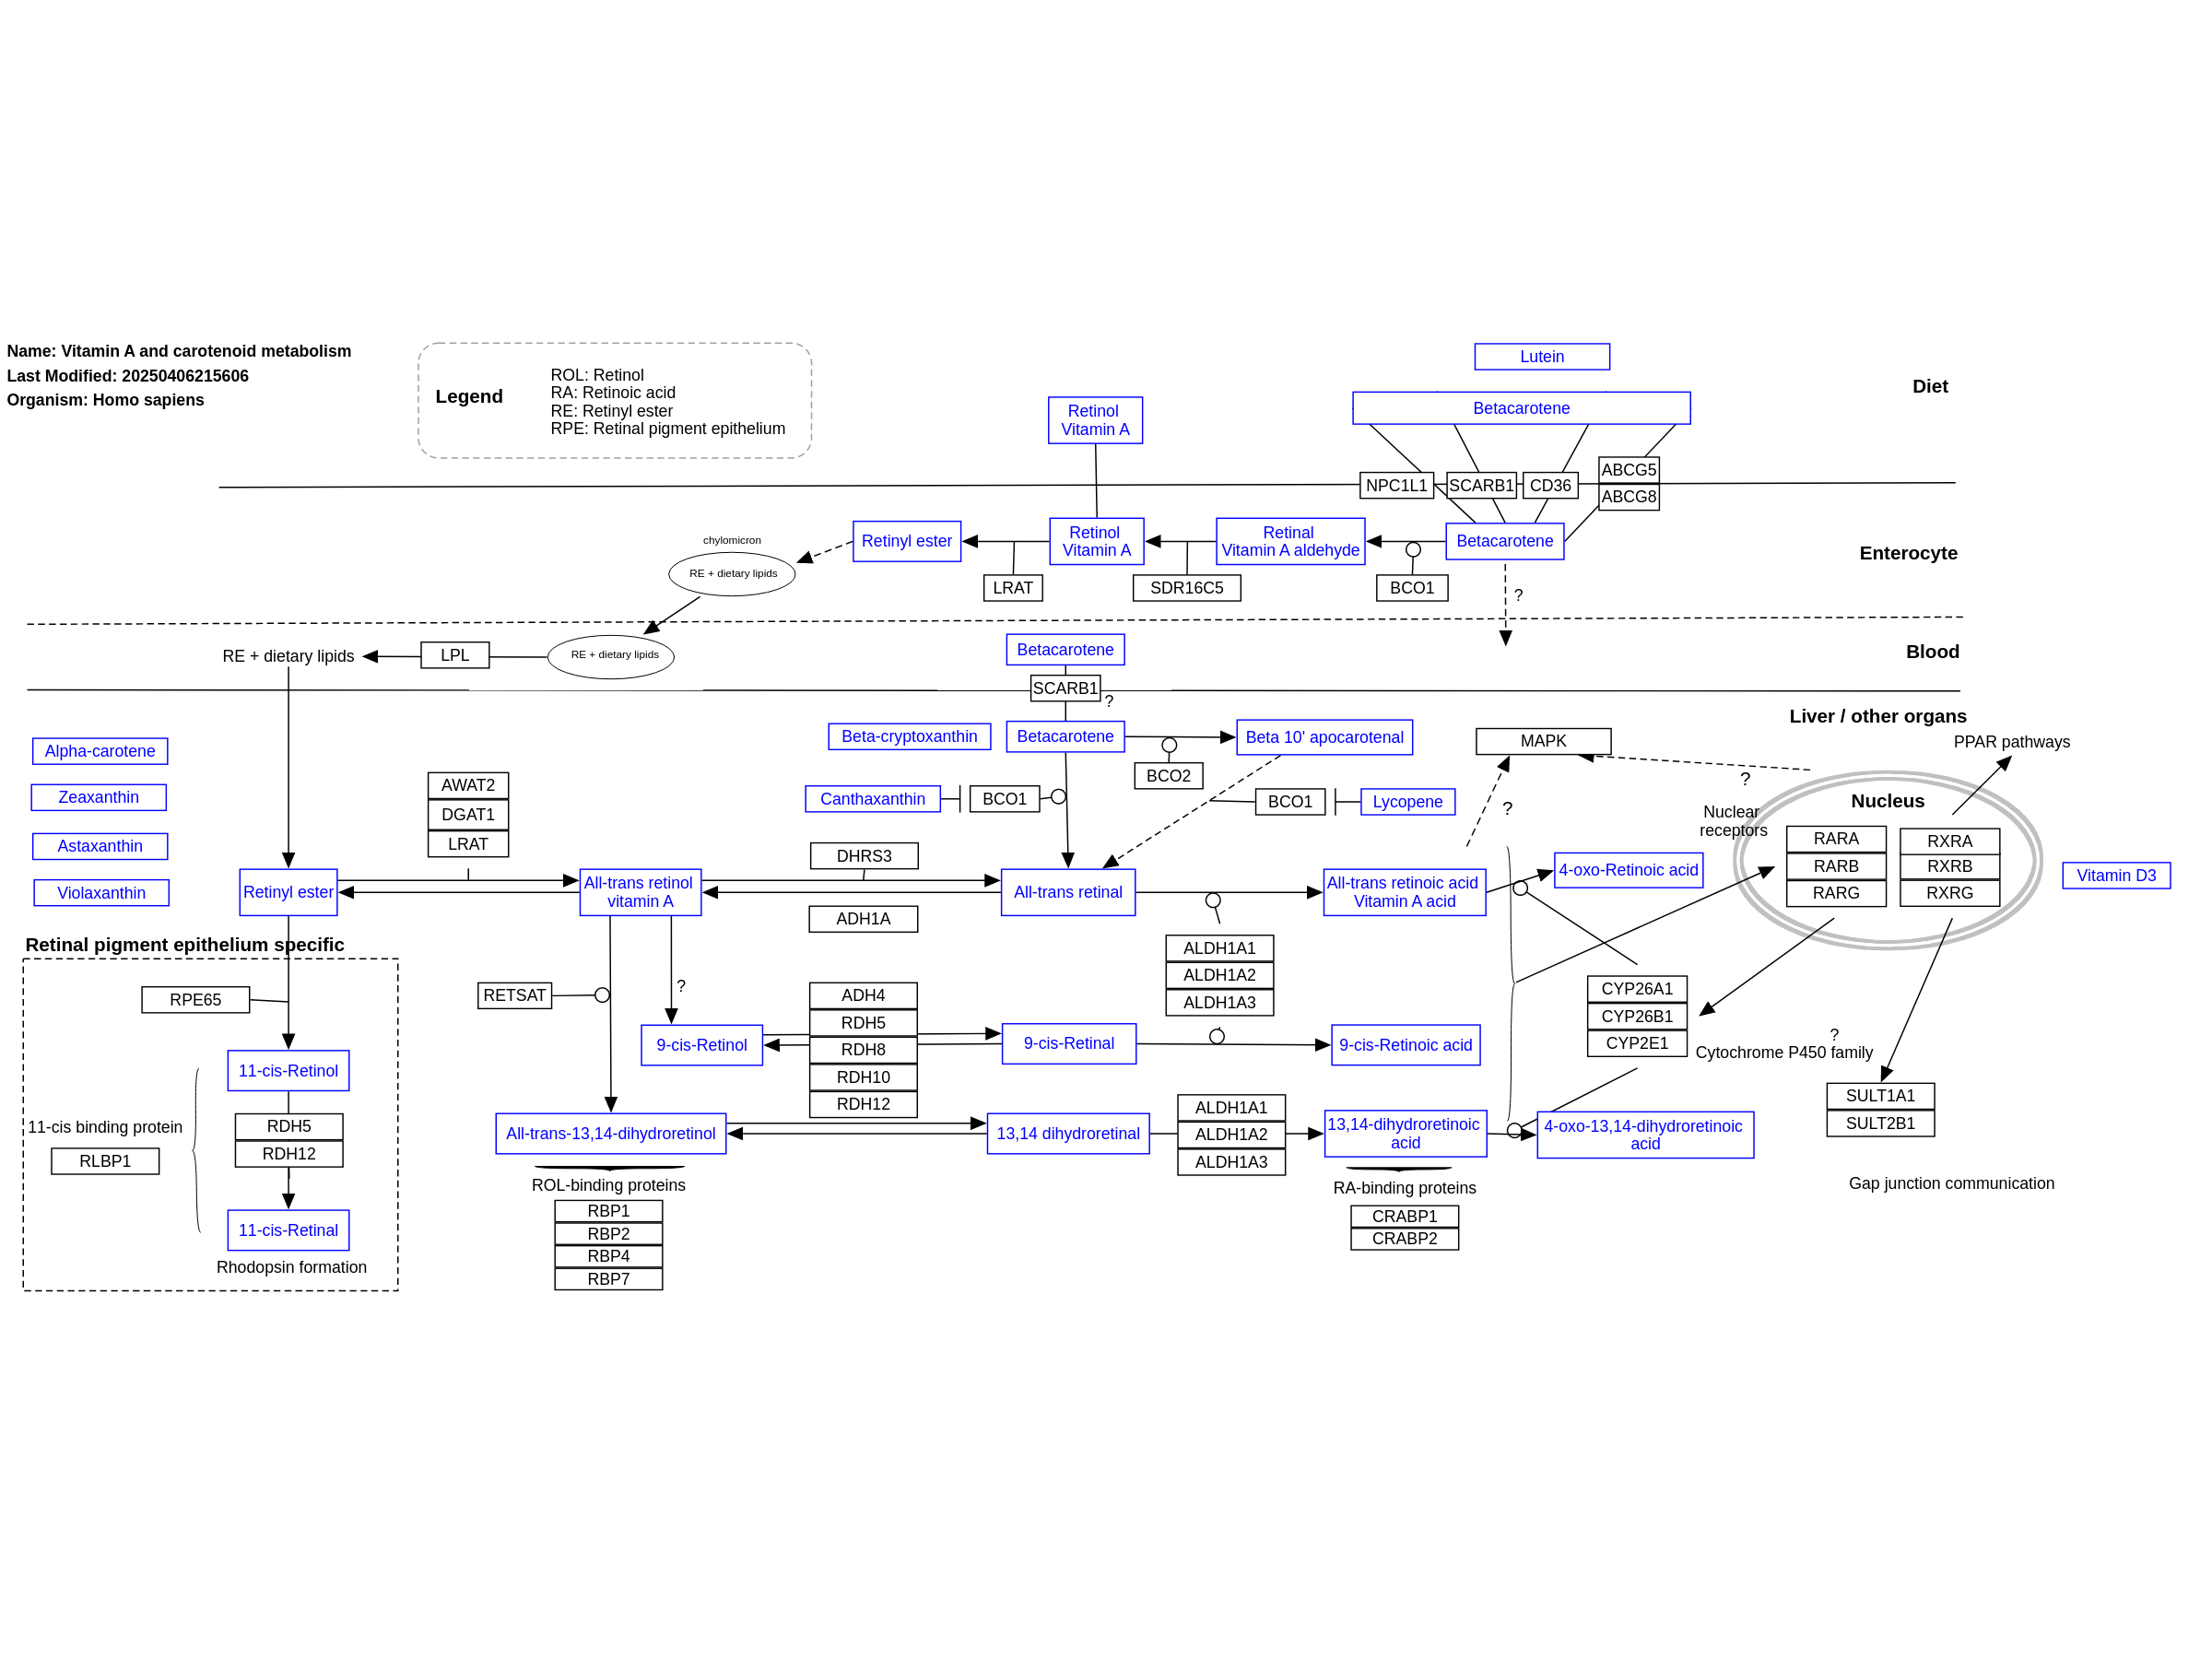 Name: Vitamin A and carotenoid metabolism
Last Modified: 20250406215606
Organism: Homo sapiens
Legend
ROL: Retinol
RA: Retinoic acid
RE: Retinyl ester
RPE: Retinal pigment epithelium
Lutein
Diet
Retinol
Vitamin A
Betacarotene
NPC1L1
SCARB1
CD36
ABCG5
ABCG8
chylomicron
RE + dietary lipids
Retinyl ester
Retinol
Vitamin A
Retinal
Vitamin A aldehyde
Betacarotene
Enterocyte
LRAT
SDR16C5
BCO1
?
RE + dietary lipids
LPL
RE + dietary lipids
Betacarotene
Blood
SCARB1
?
Liver / other organs
Alpha-carotene
Zeaxanthin
Astaxanthin
Violaxanthin
Beta-cryptoxanthin
Betacarotene
Beta 10' apocarotenal
BCO2
MAPK
PPAR pathways
Canthaxanthin
BCO1
BCO1
Lycopene
?
?
Nuclear
receptors
Nucleus
RARA
RARB
RARG
RXRA
RXRB
RXRG
Vitamin D3
AWAT2
DGAT1
LRAT
DHRS3
ADH1A
Retinyl ester
All-trans retinol
vitamin A
All-trans retinal
All-trans retinoic acid
Vitamin A acid
4-oxo-Retinoic acid
ALDH1A1
ALDH1A2
ALDH1A3
Retinal pigment epithelium specific
RPE65
RETSAT
?
ADH4
RDH5
RDH8
RDH10
RDH12
9-cis-Retinol
9-cis-Retinal
9-cis-Retinoic acid
CYP26A1
CYP26B1
CYP2E1
?
Cytochrome P450 family
11-cis-Retinol
11-cis binding protein
RLBP1
RDH5
RDH12
11-cis-Retinal
Rhodopsin formation
All-trans-13,14-dihydroretinol
13,14 dihydroretinal
ALDH1A1
ALDH1A2
ALDH1A3
13,14-dihydroretinoic
acid
4-oxo-13,14-dihydroretinoic
acid
SULT1A1
SULT2B1
ROL-binding proteins
RBP1
RBP2
RBP4
RBP7
RA-binding proteins
CRABP1
CRABP2
Gap junction communication